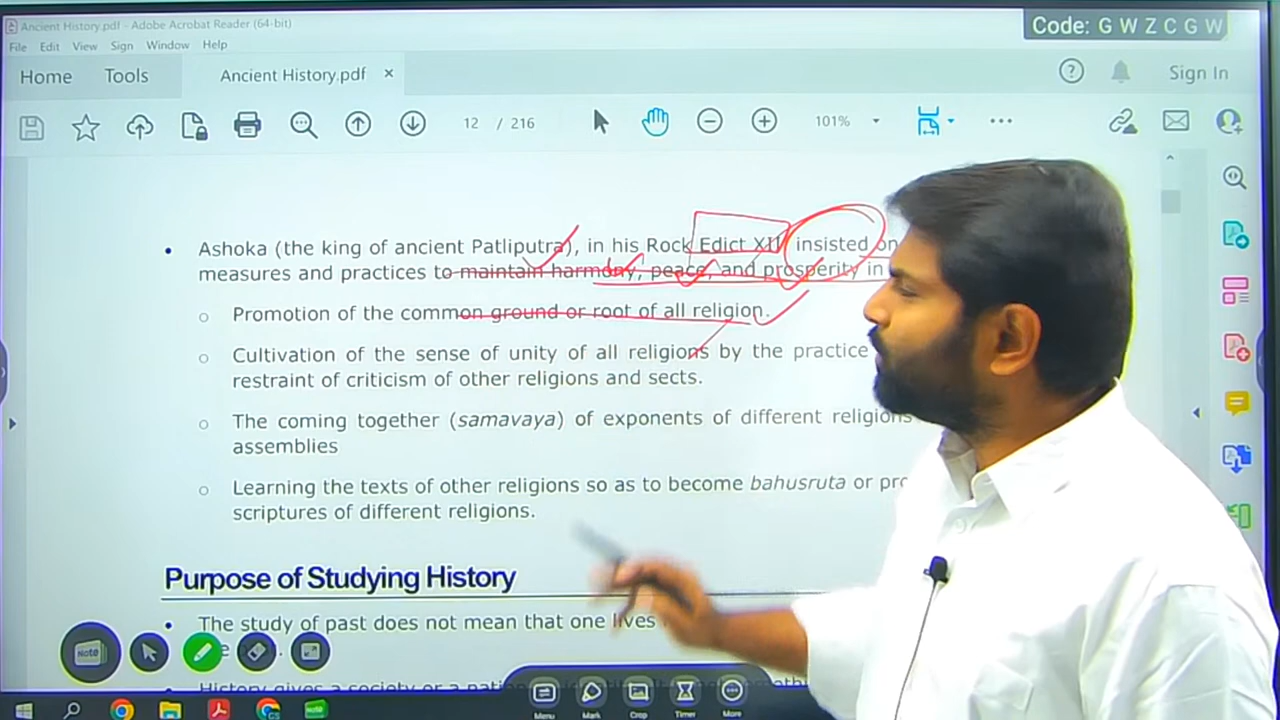 Ancient History.pdf - Adobe Acrobat Reader (64-bit)
Code: G W Z C G W
File Edit View Sign Window Help
Home Tools Ancient History.pdf × Sign In
12 / 216 101%
• Ashoka (the king of ancient Patliputra), in his Rock Edict XII insisted on
measures and practices to maintain harmony, peace, and prosperity in
o Promotion of the common ground or root of all religion.
o Cultivation of the sense of unity of all religions by the practice
restraint of criticism of other religions and sects.
o The coming together (samavaya) of exponents of different religions
assemblies
o Learning the texts of other religions so as to become bahusruta or
scriptures of different religions.
Purpose of Studying History
• The study of past does not mean that one lives
• History gives a society or a
Note
Menu Mark Crop Timer More